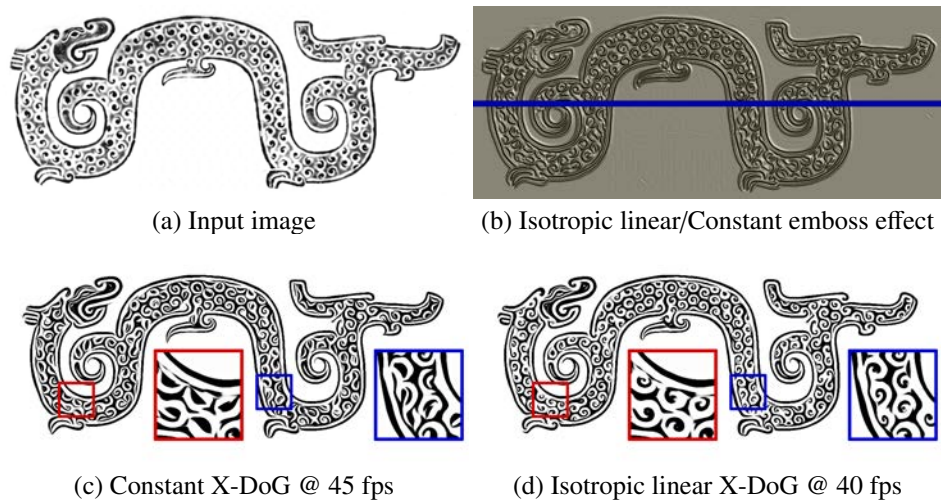 (a) Input image
(b) Isotropic linear/Constant emboss effect
(c) Constant X-DoG @ 45 fps
(d) Isotropic linear X-DoG @ 40 fps